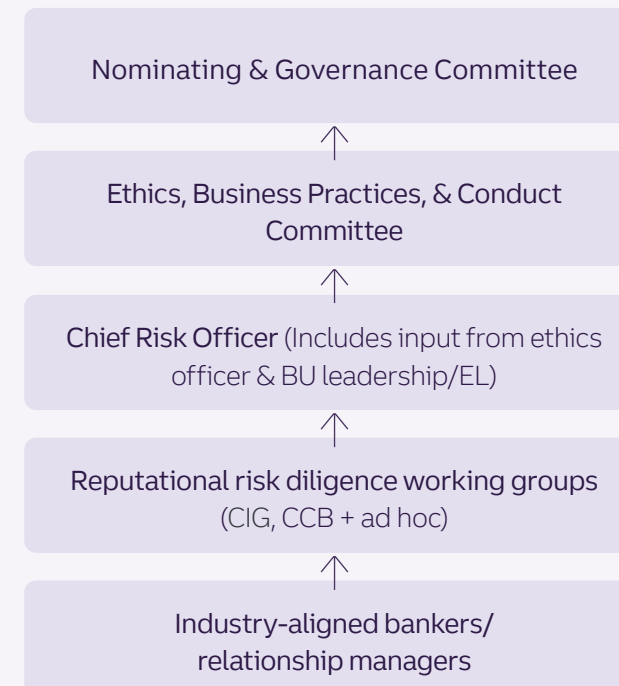 Nominating & Governance Committee
Ethics, Business Practices, & Conduct
Committee
Chief Risk Officer (Includes input from ethics
officer & BU leadership/EL)
Reputational risk diligence working groups
(CIG, CCB + ad hoc)
Industry-aligned bankers/
relationship managers